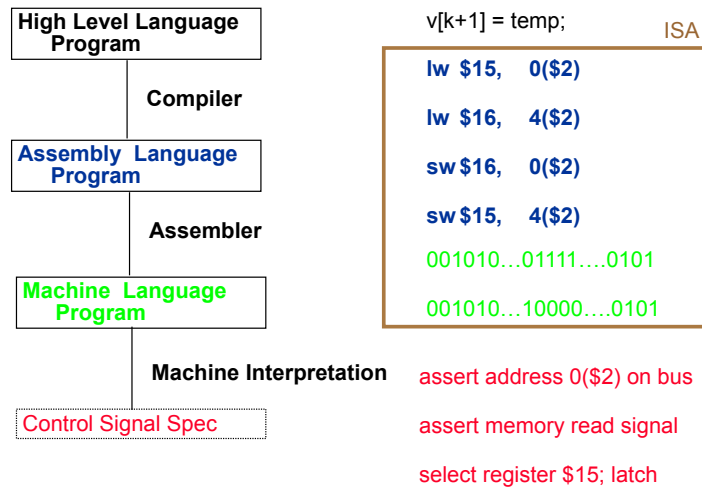 High Level Language
Program
Compiler
Assembly Language
Program
Assembler
Machine Language
Program
Machine Interpretation
Control Signal Spec
v[k+1] = temp;
ISA
lw $15, 0($2)
lw $16, 4($2)
sw $16, 0($2)
sw $15, 4($2)
001010…01111….0101
001010…10000….0101
assert address 0($2) on bus
assert memory read signal
select register $15; latch